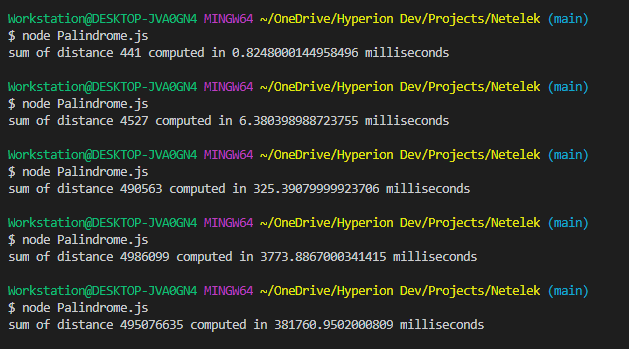 Workstation@DESKTOP-JVA0GN4 MINGW64 ~/OneDrive/Hyperion Dev/Projects/Netelek (main)
$ node Palindrome.js
sum of distance 441 computed in 0.8248000144958496 milliseconds
Workstation@DESKTOP-JVA0GN4 MINGW64 ~/OneDrive/Hyperion Dev/Projects/Netelek (main)
$ node Palindrome.js
sum of distance 4527 computed in 6.380398988723755 milliseconds
Workstation@DESKTOP-JVA0GN4 MINGW64 ~/OneDrive/Hyperion Dev/Projects/Netelek (main)
$ node Palindrome.js
sum of distance 490563 computed in 325.39079999923706 milliseconds
Workstation@DESKTOP-JVA0GN4 MINGW64 ~/OneDrive/Hyperion Dev/Projects/Netelek (main)
$ node Palindrome.js
sum of distance 4986099 computed in 3773.8867000341415 milliseconds
Workstation@DESKTOP-JVA0GN4 MINGW64 ~/OneDrive/Hyperion Dev/Projects/Netelek (main)
$ node Palindrome.js
sum of distance 495076635 computed in 381760.9502000809 milliseconds